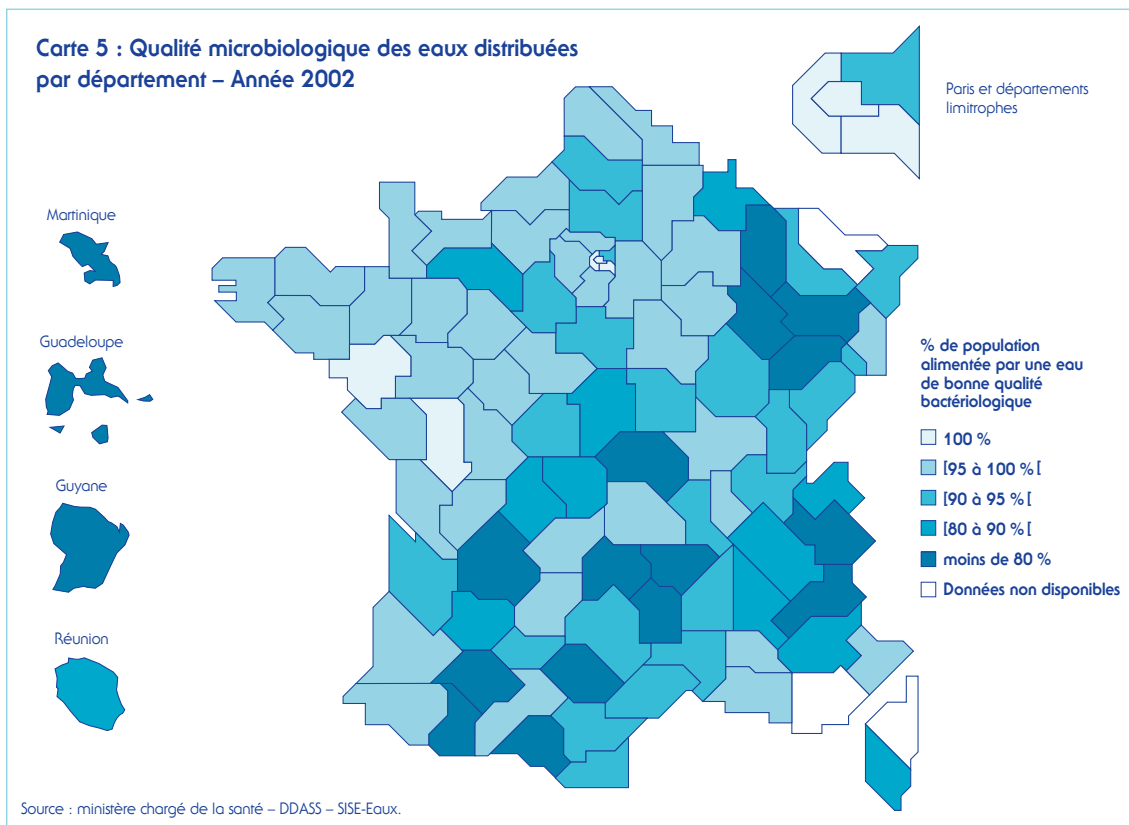 Carte 5 : Qualité microbiologique des eaux distribuées
par département – Année 2002
Paris et départements
limitrophes
Martinique
Guadeloupe
Guyane
Réunion
% de population
alimentée par une eau
de bonne qualité
bactériologique
100 %
[95 à 100 % [
[90 à 95 % [
[80 à 90 % [
moins de 80 %
Données non disponibles
Source : ministère chargé de la santé – DDASS – SISE-Eaux.